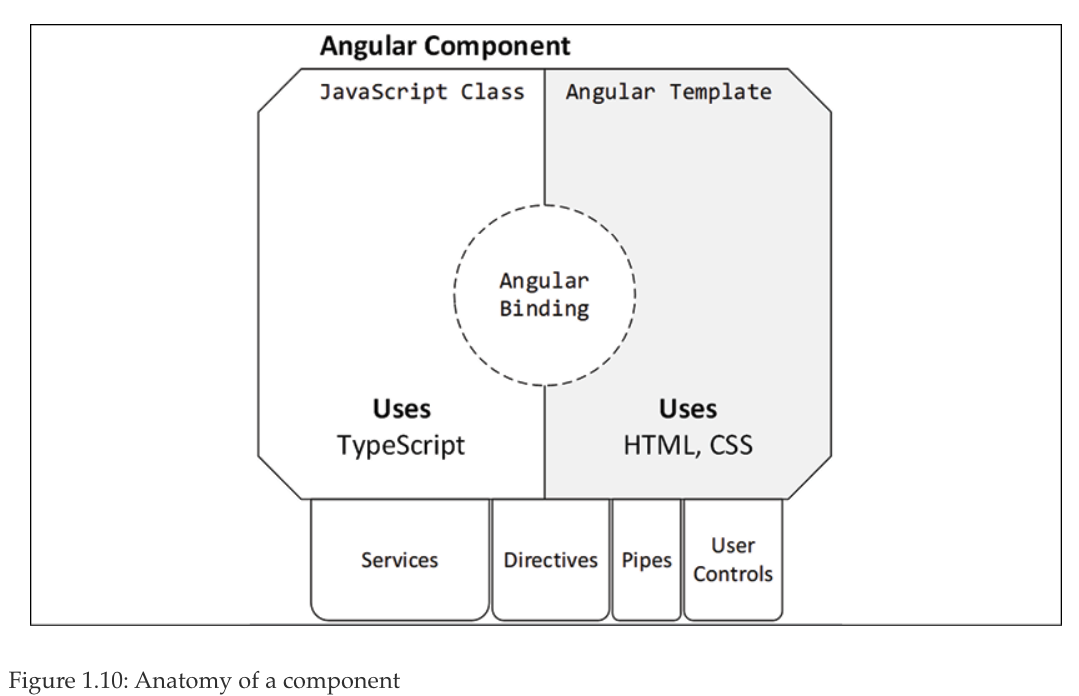 Angular Component
JavaScript Class
Angular Template
Angular
Binding
Uses
TypeScript
Uses
HTML, CSS
Services
Directives
Pipes
User
Controls
Figure 1.10: Anatomy of a component